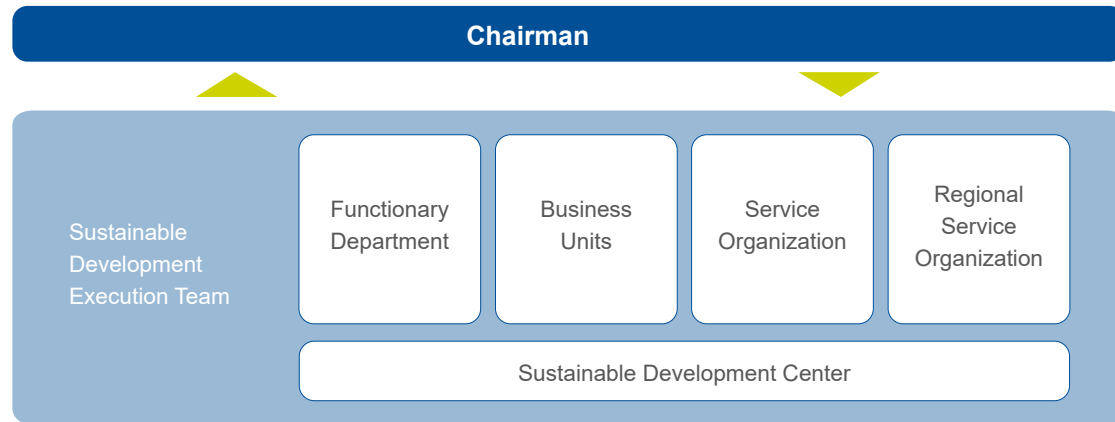 Chairman
Sustainable
Development
Execution Team
Functionary
Department
Business
Units
Service
Organization
Regional
Service
Organization
Sustainable Development Center